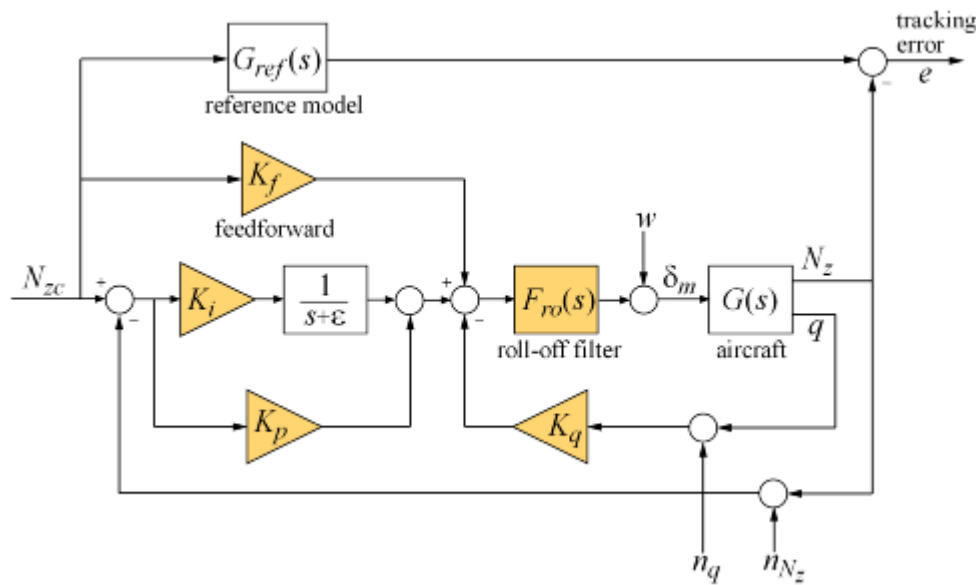 tracking
error
e
G_ref(s)
reference model
-
K_f
feedforward
w
N_zc
+
-
K_i
1
s+ε
+
-
F_ro(s)
roll-off filter
δ_m
G(s)
aircraft
N_z
q
K_p
K_q
n_q
n_N_z